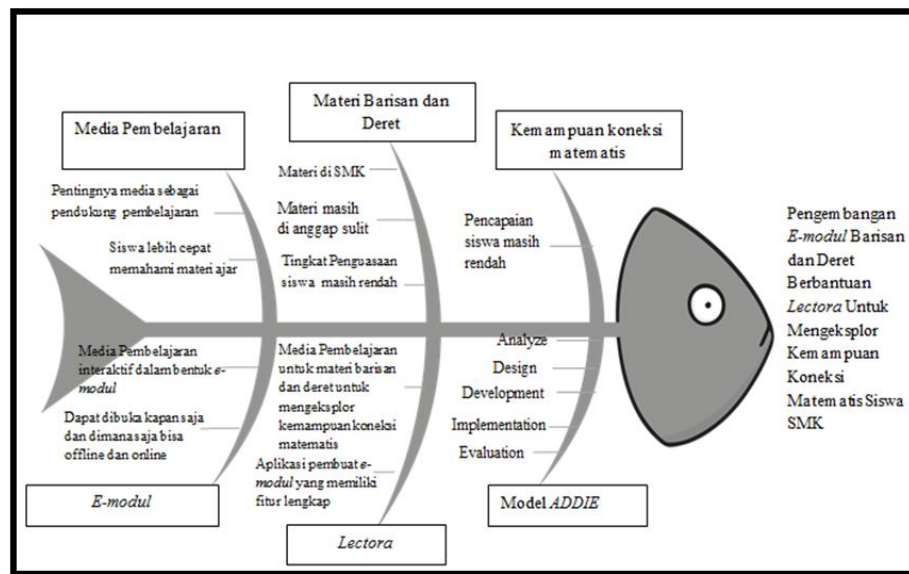 Media Pembelajaran
Materi Barisan dan
Deret
Kemampuan koneksi
matematis
Pentingnya media sebagai
pendukung pembelajaran
Siswa lebih cepat
memahami materi ajar
Materi di SMK
Materi masih
di anggap sulit
Tingkat Penguasaan
siswa masih rendah
Pencapaian
siswa masih
rendah
Media Pembelajaran
interaktif dalam bentuk e-
modul
Dapat dibuka kapan saja
dan dimana saja bisa
offline dan online
Media Pembelajaran
untuk materi barisan
dan deret untuk
mengeksplor
kemampuan koneksi
matematis
Aplikasi pembuat e-
modul yang memiliki
fitur lengkap
Analyze
Design
Development
Implementation
Evaluation
E-modul
Lectora
Model ADDIE
Pengembangan
E-modul Barisan
dan Deret
Berbantuan
Lectora Untuk
Mengeksplor
Kemampuan
Koneksi
Matematis Siswa
SMK